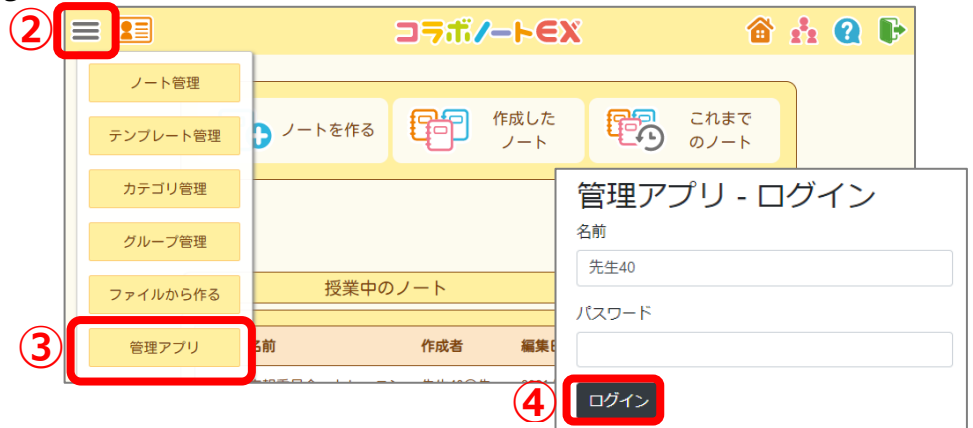 ②
コラボノートEX
ノート管理
テンプレート管理
カテゴリ管理
グループ管理
ファイルから作る
③
管理アプリ
ノートを作る
作成した
ノート
これまで
のノート
授業中のノート
名前 作成者 編集
管理アプリ - ログイン
名前
先生40
パスワード
④
ログイン